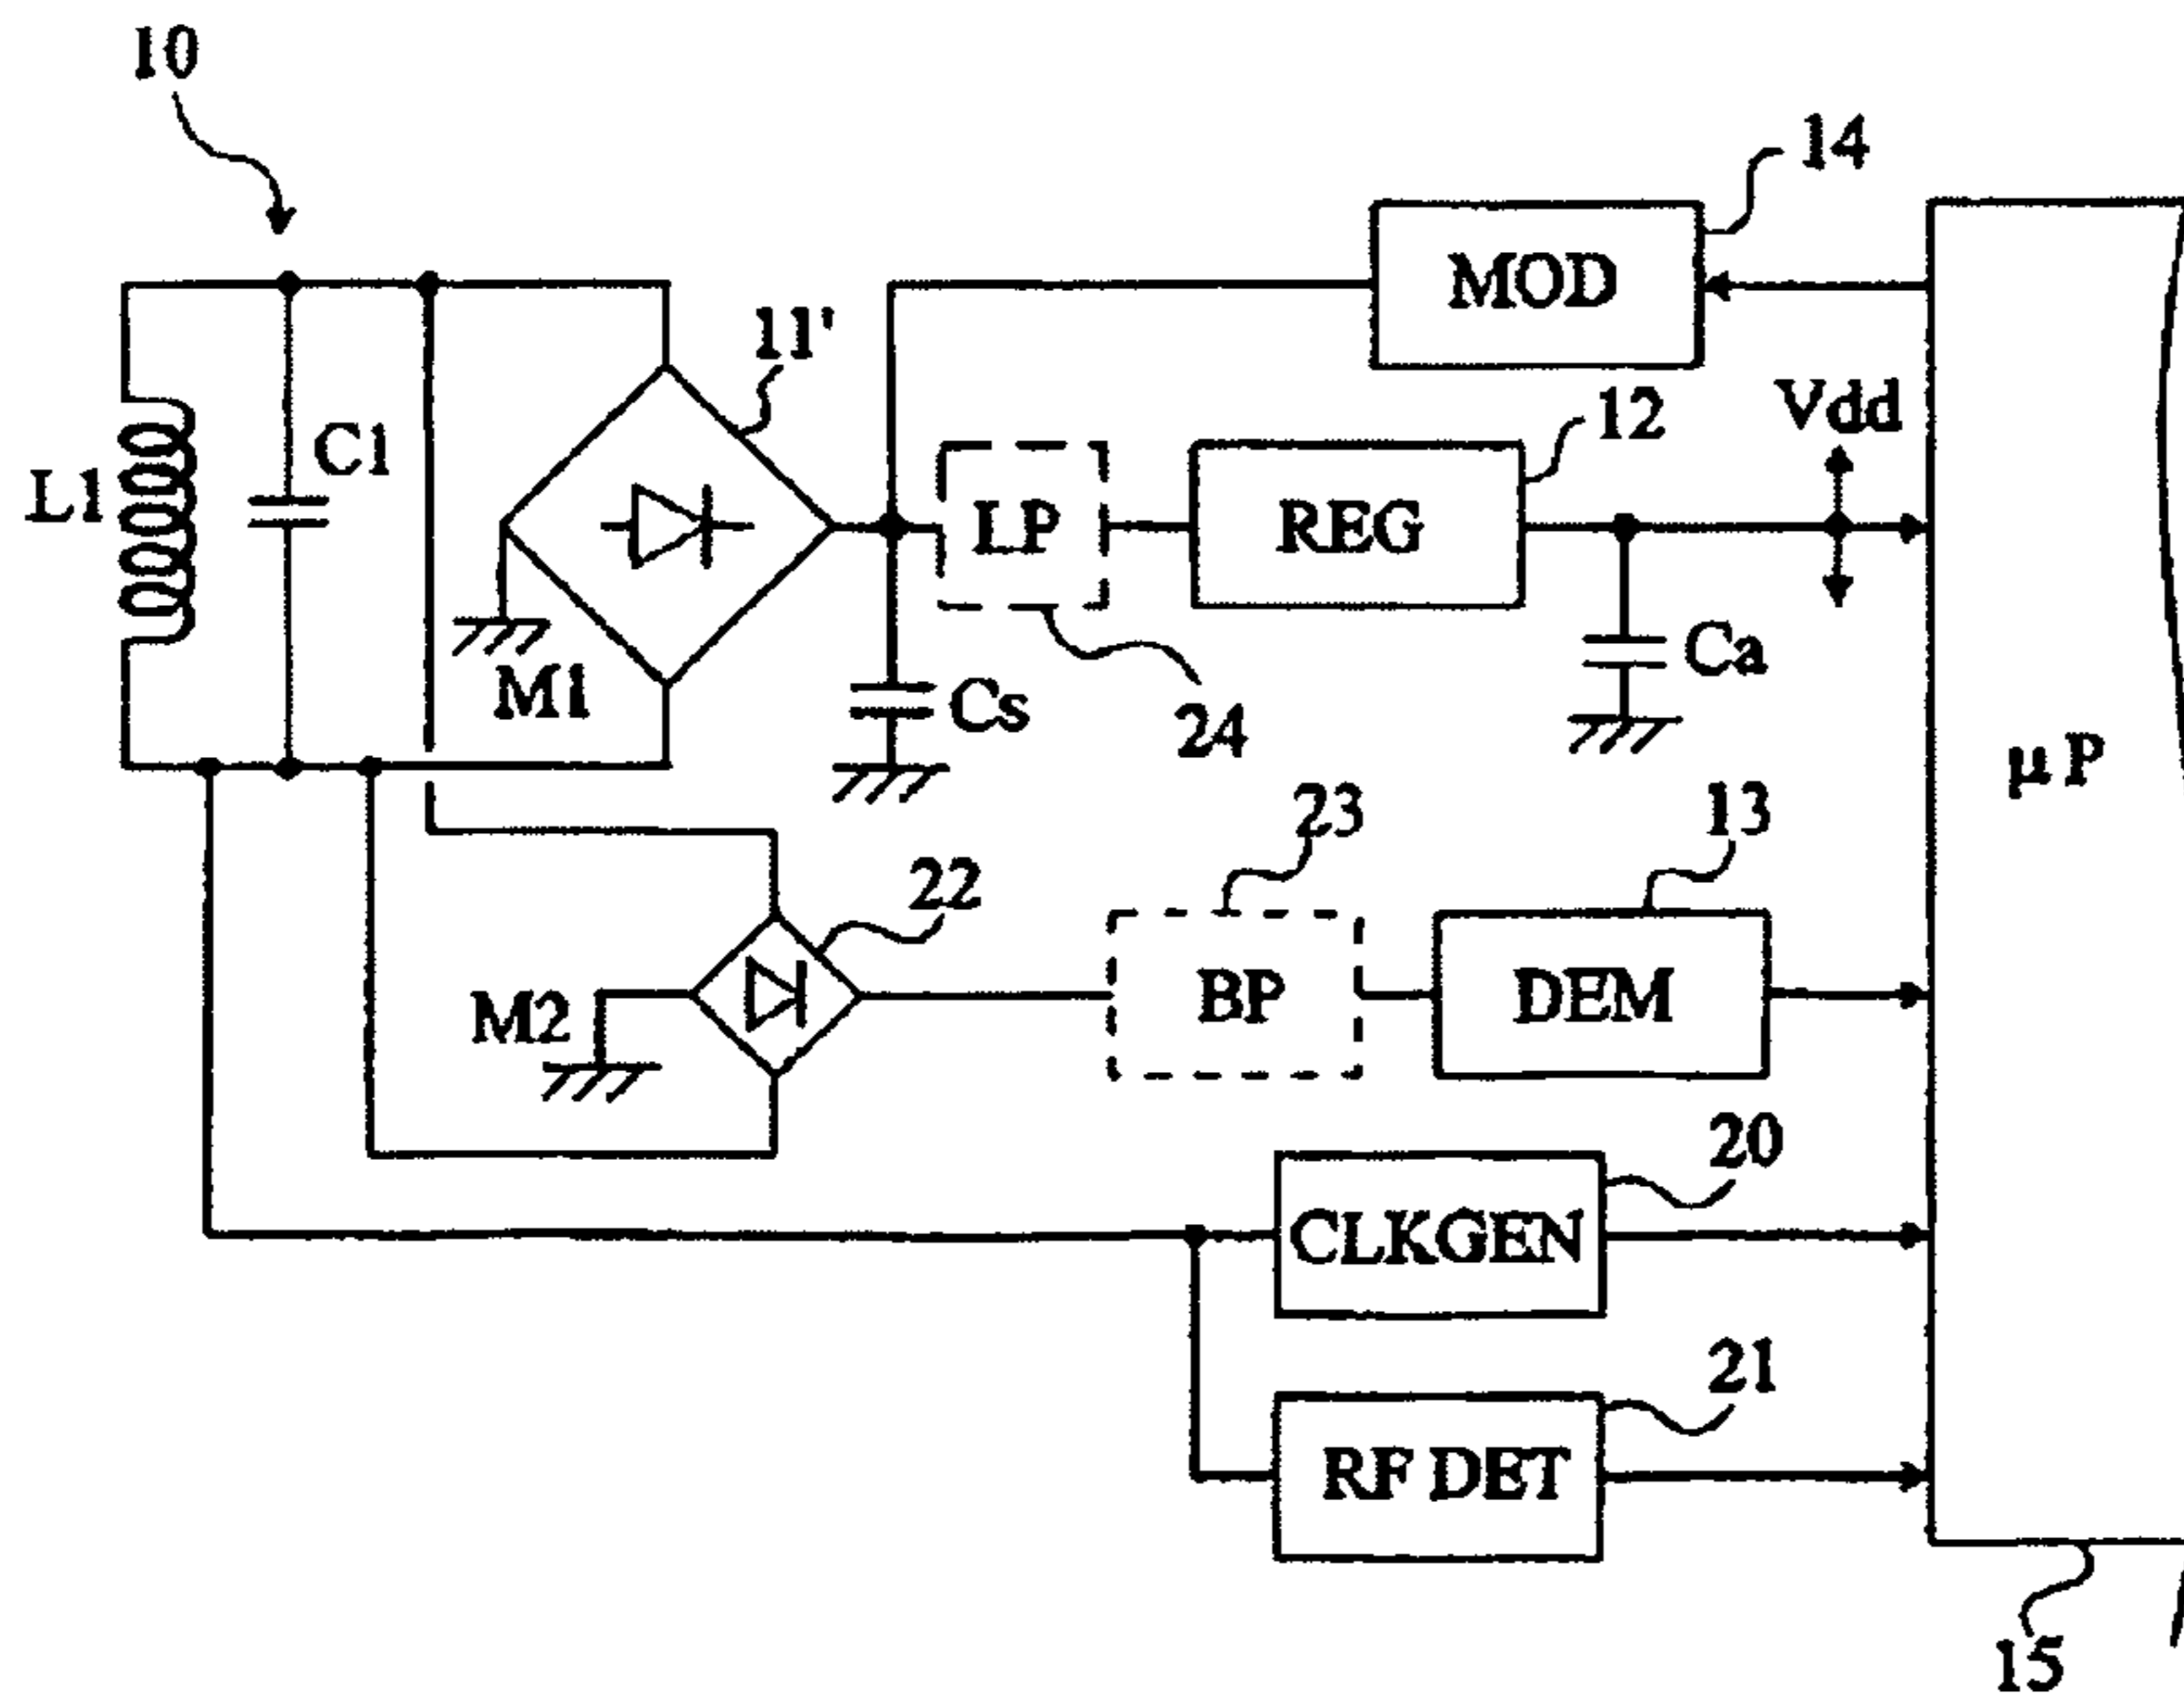 10
14
MOD
11'
12
Vdd
C1
L1
LP
REG
Ca
M1
Cs
24
µP
23
13
22
BP
DEM
M2
20
CLKGEN
21
RF DET
15